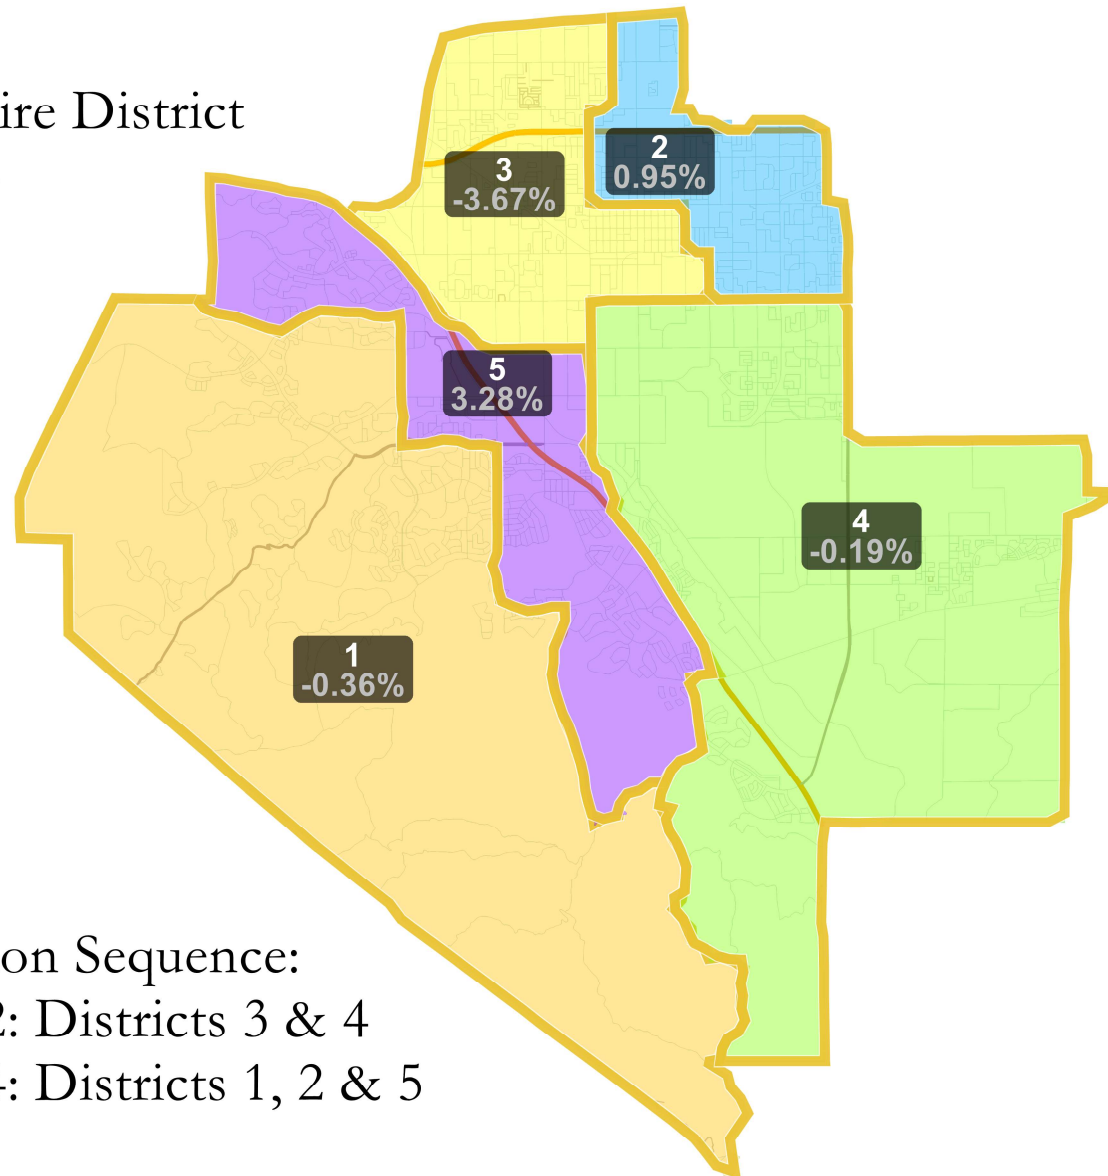 ire District
2
0.95%
3
-3.67%
5
3.28%
4
-0.19%
1
-0.36%
on Sequence:
2: Districts 3 & 4
4: Districts 1, 2 & 5